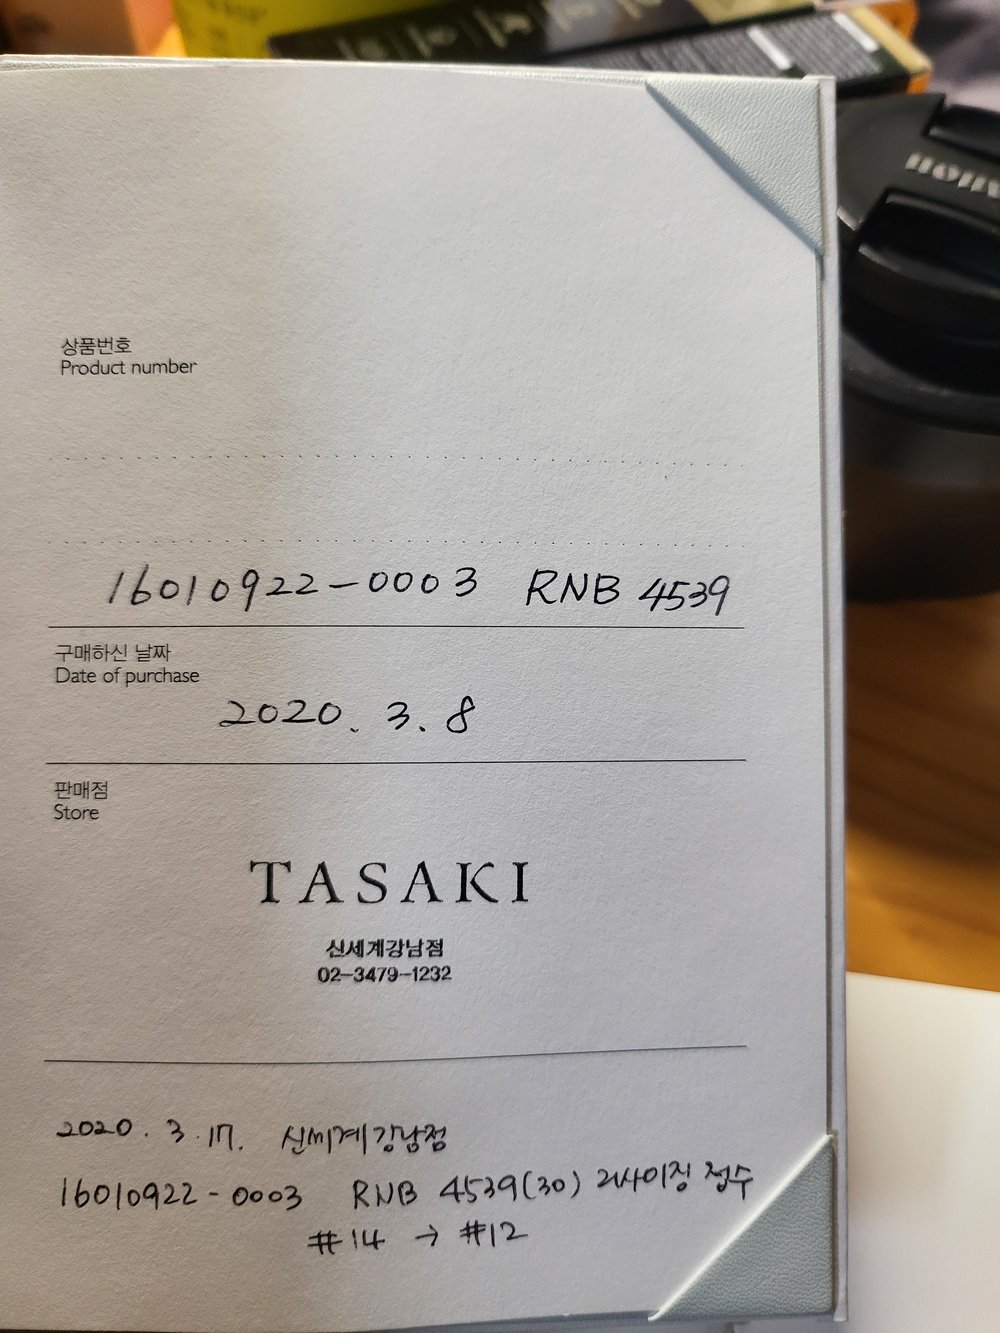 상품번호
Product number
16010922-0003 RNB 4539
구매하신 날짜
Date of purchase
2020. 3. 8
판매점
Store
TASAKI
신세계강남점
02-3479-1232
2020. 3. 17. 신세계강남점
16010922-0003 RNB 4539(30) 리사이징 접수
#14 → #12